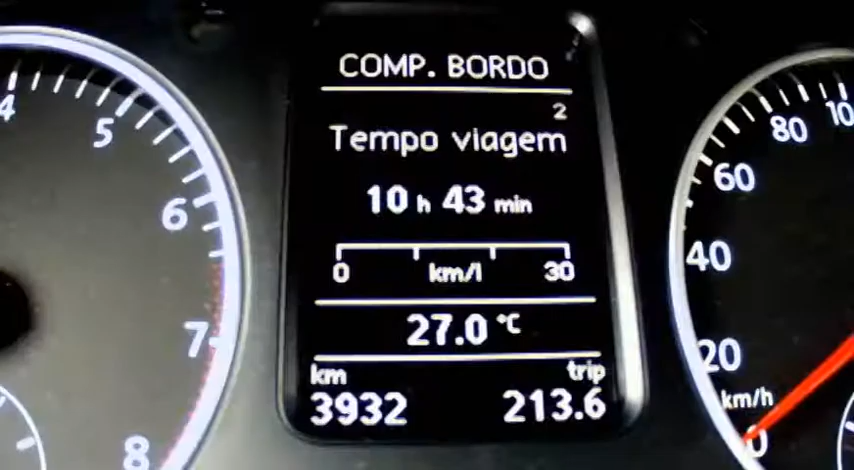 COMP. BORDO
2
Tempo viagem
10 h 43 min
0 km/l 30
27.0 °C
km trip
3932 213.6
4
5
6
7
8
10
80
60
40
20
km/h
0